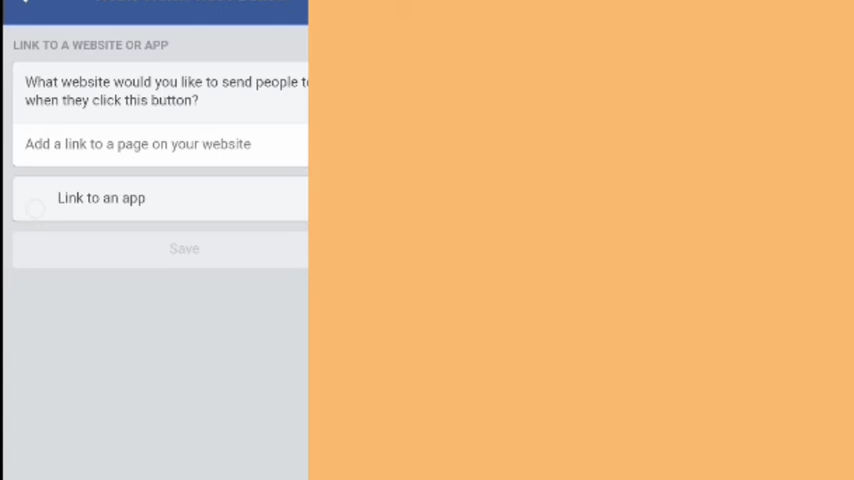 LINK TO A WEBSITE OR APP
What website would you like to send people to
when they click this button?
Add a link to a page on your website
Link to an app
Save